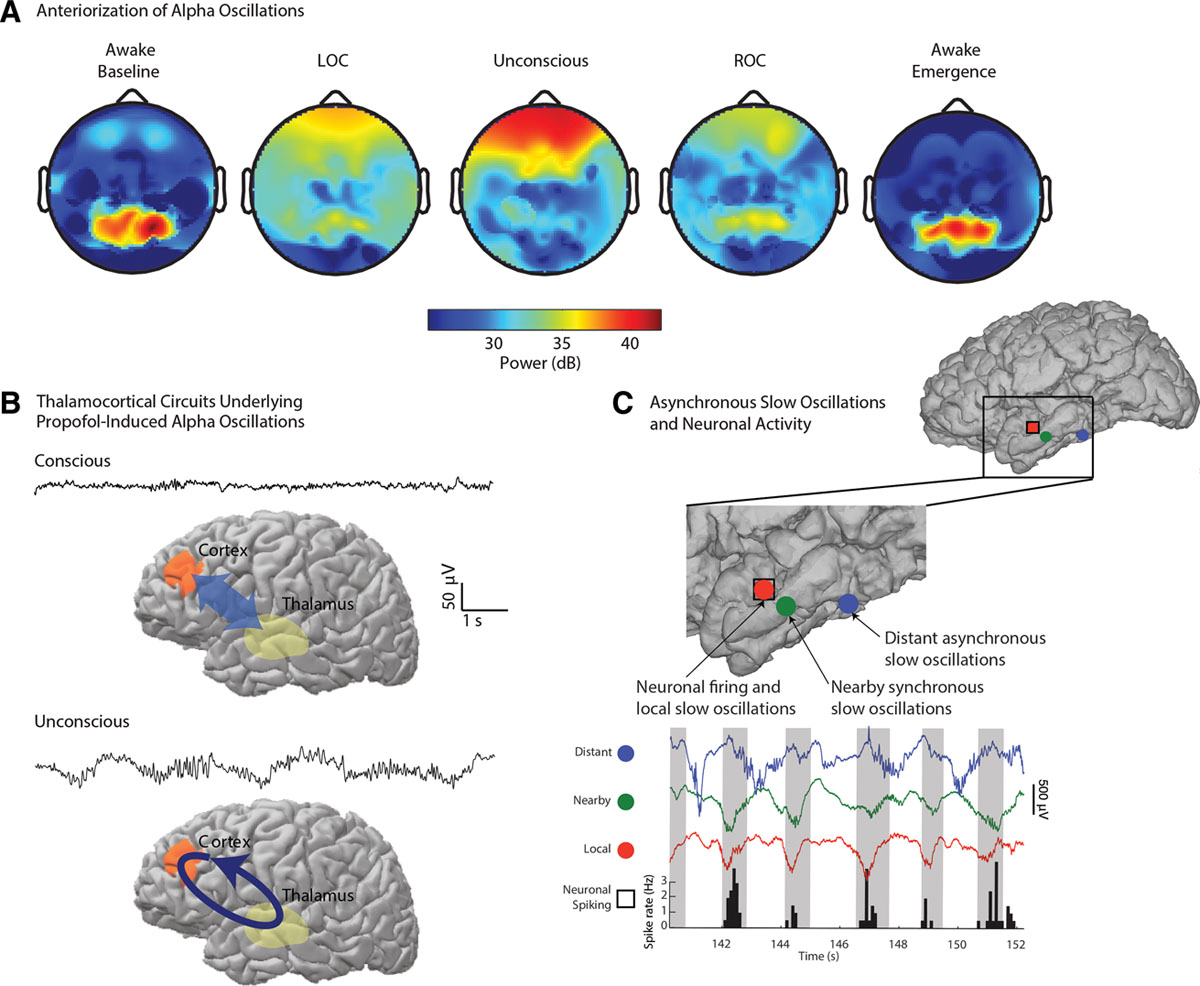 A Anteriorization of Alpha Oscillations
Awake
Baseline
LOC
Unconscious
ROC
Awake
Emergence
30 35 40
Power (dB)
B Thalamocortical Circuits Underlying
Propofol-Induced Alpha Oscillations
Conscious
Cortex
Thalamus
50 µV
1 s
Unconscious
Cortex
Thalamus
C Asynchronous Slow Oscillations
and Neuronal Activity
Distant asynchronous
slow oscillations
Neuronal firing and
local slow oscillations
Nearby synchronous
slow oscillations
Distant
Nearby
Local
500 µV
Neuronal
Spiking
Spike rate (Hz)
3
2
1
0
142 144 146 148 150 152
Time (s)